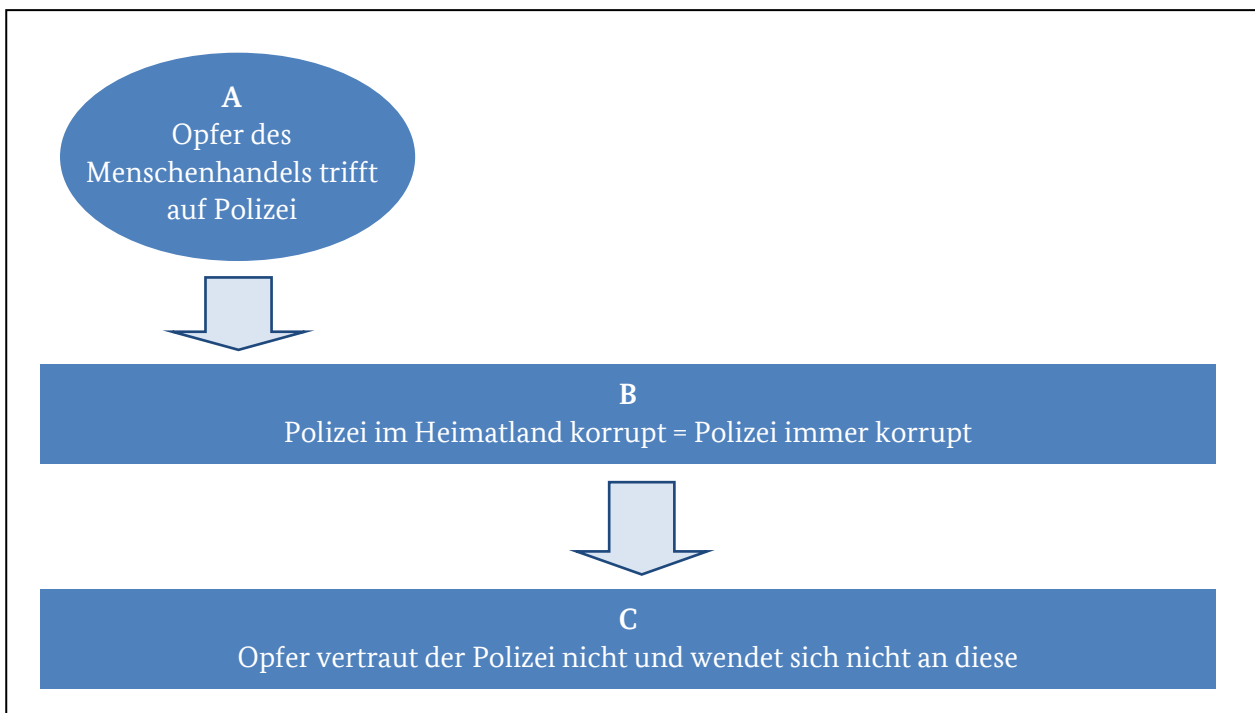 A
Opfer des
Menschenhandels trifft
auf Polizei
B
Polizei im Heimatland korrupt = Polizei immer korrupt
C
Opfer vertraut der Polizei nicht und wendet sich nicht an diese